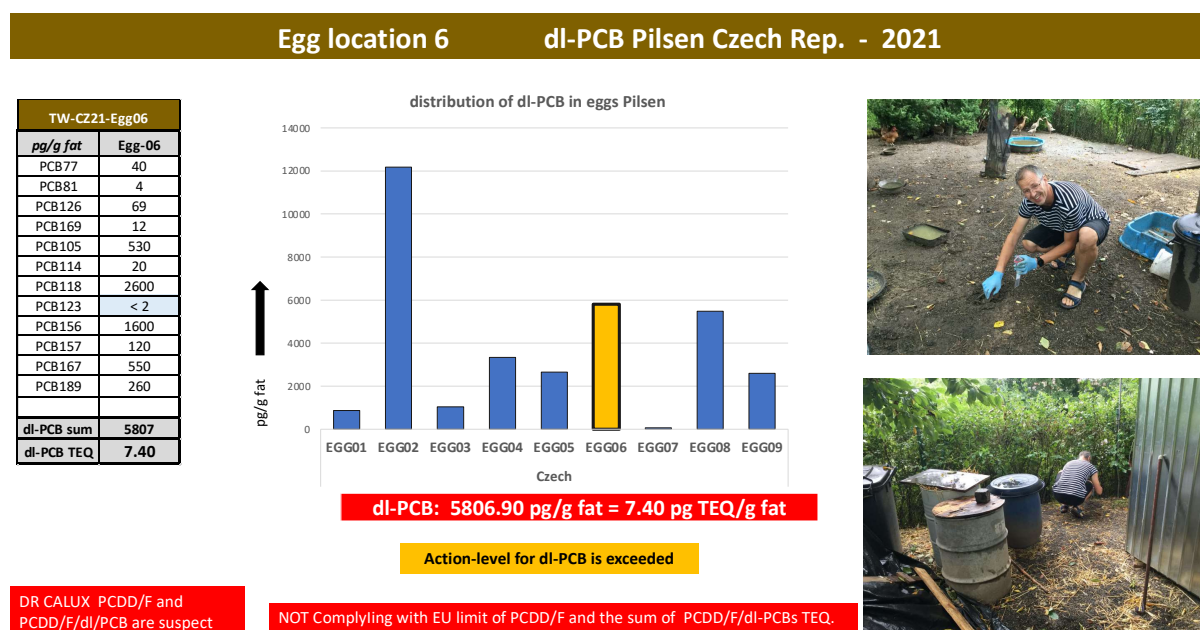 Egg location 6 dl-PCB Pilsen Czech Rep. - 2021
TW-CZ21-Egg06
pg/g fat Egg-06
PCB77 40
PCB81 4
PCB126 69
PCB169 12
PCB105 530
PCB114 20
PCB118 2600
PCB123 < 2
PCB156 1600
PCB157 120
PCB167 550
PCB189 260
dl-PCB sum 5807
dl-PCB TEQ 7.40
distribution of dl-PCB in eggs Pilsen
14000
12000
10000
8000
6000
4000
2000
0
pg/g fat
EGG01 EGG02 EGG03 EGG04 EGG05 EGG06 EGG07 EGG08 EGG09
Czech
dl-PCB: 5806.90 pg/g fat = 7.40 pg TEQ/g fat
Action-level for dl-PCB is exceeded
DR CALUX PCDD/F and
PCDD/F/dl/PCB are suspect
NOT ComplyIing with EU limit of PCDD/F and the sum of PCDD/F/dl-PCBs TEQ.